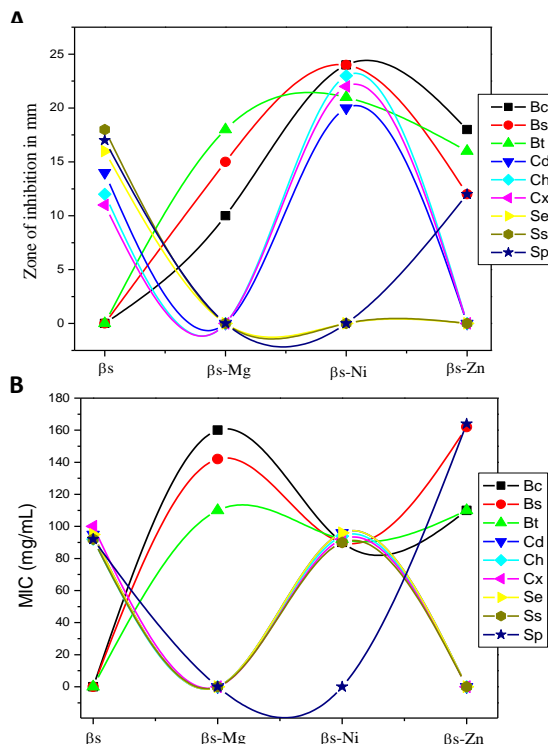 A
Zone of inhibition in mm
25
20
15
10
5
0
βs
βs-Mg
βs-Ni
βs-Zn
Bc
Bs
Bt
Cd
Ch
Cx
Se
Ss
Sp
B
MIC (mg/mL)
180
160
140
120
100
80
60
40
20
0
βs
βs-Mg
βs-Ni
βs-Zn
Bc
Bs
Bt
Cd
Ch
Cx
Se
Ss
Sp